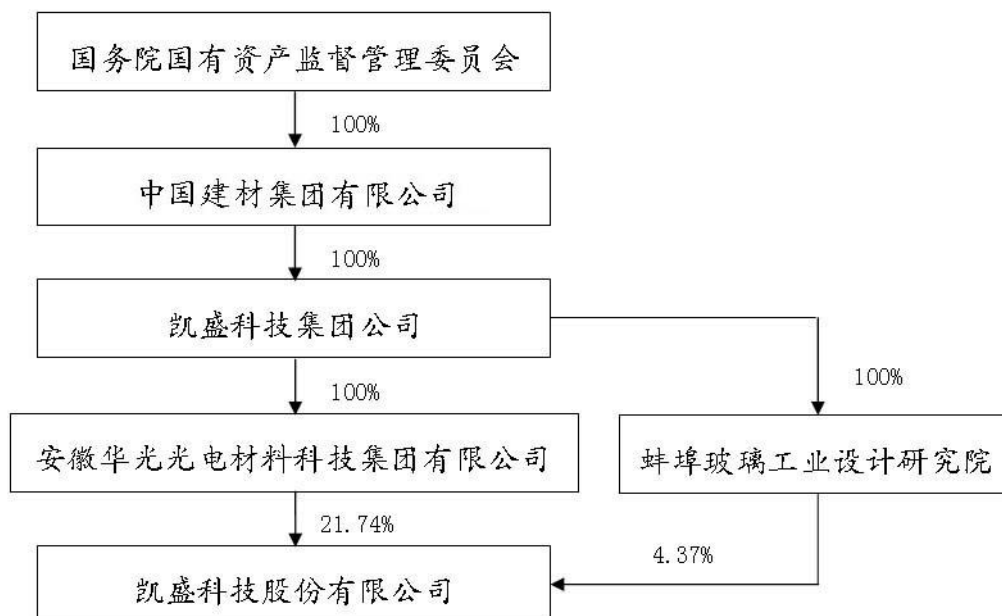 国务院国有资产监督管理委员会
100%
中国建材集团有限公司
100%
凯盛科技集团公司
100%
100%
安徽华光光电材料科技集团有限公司
蚌埠玻璃工业设计研究院
21.74%
4.37%
凯盛科技股份有限公司